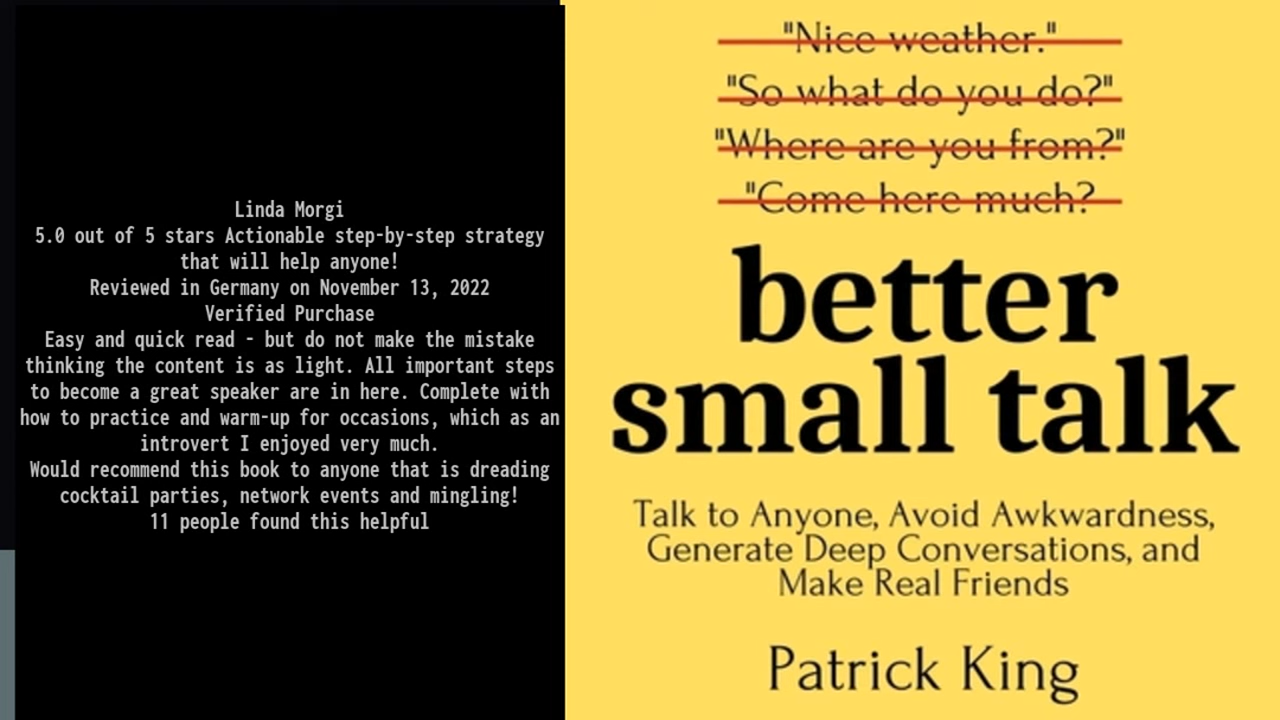 Linda Morgi
5.0 out of 5 stars Actionable step-by-step strategy
that will help anyone!
Reviewed in Germany on November 13, 2022
Verified Purchase
Easy and quick read - but do not make the mistake
thinking the content is as light. All important steps
to become a great speaker are in here. Complete with
how to practice and warm-up for occasions, which as an
introvert I enjoyed very much.
Would recommend this book to anyone that is dreading
cocktail parties, network events and mingling!
11 people found this helpful
"Nice weather."
"So what do you do?"
"Where are you from?"
"Come here much?
better
small talk
Talk to Anyone, Avoid Awkwardness,
Generate Deep Conversations, and
Make Real Friends
Patrick King